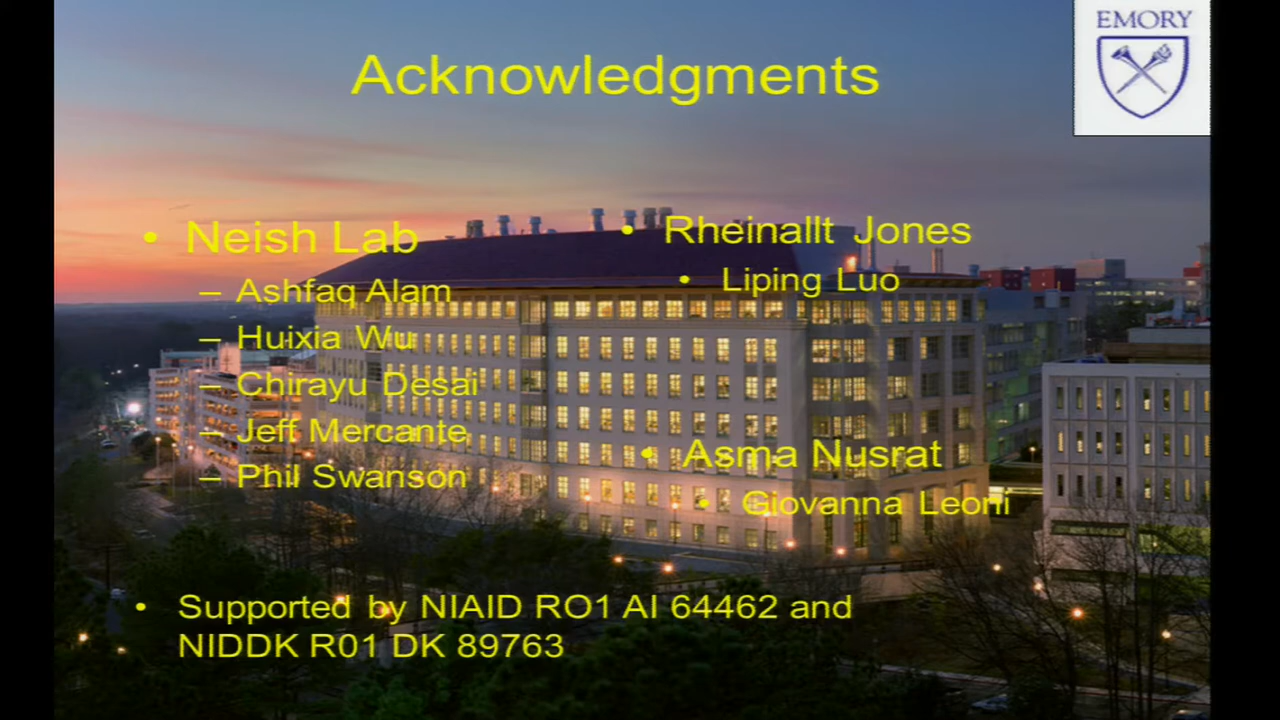 EMORY
Acknowledgments
• Neish Lab
– Ashfaq Alam
– Huixia Wu
– Chirayu Desai
– Jeff Mercante
– Phil Swanson
• Rheinallt Jones
• Liping Luo
• Asma Nusrat
• Giovanna Leoni
• Supported by NIAID RO1 AI 64462 and
NIDDK R01 DK 89763